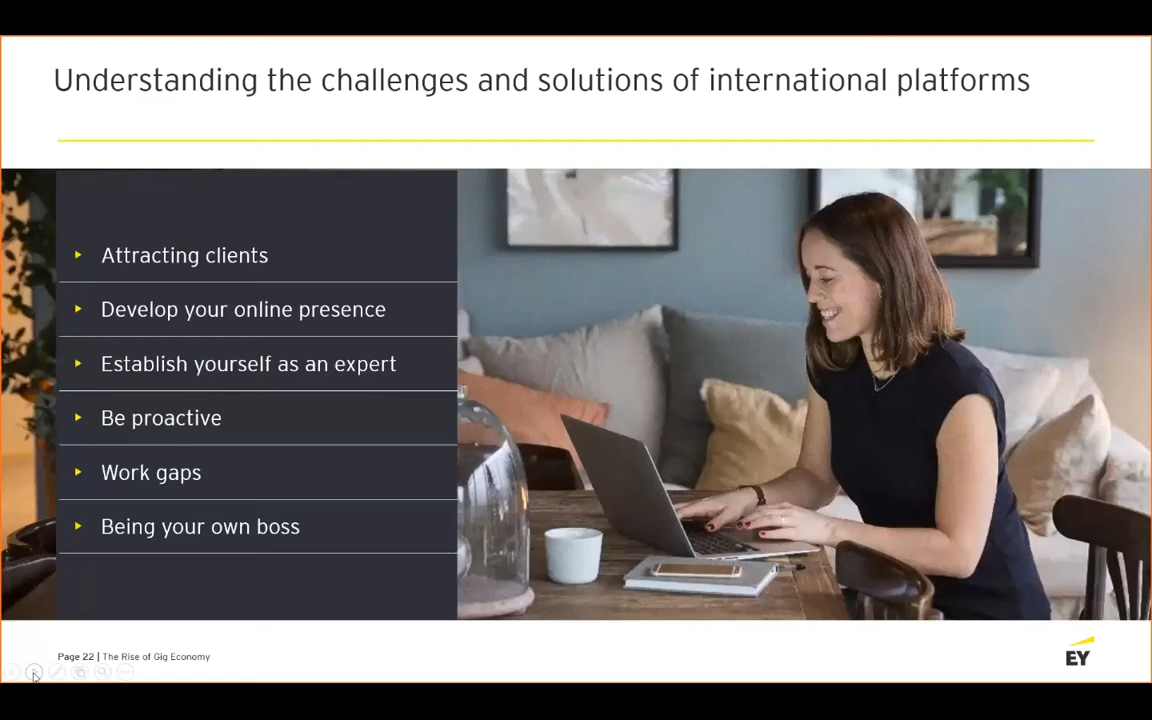 Understanding the challenges and solutions of international platforms
Attracting clients
Develop your online presence
Establish yourself as an expert
Be proactive
Work gaps
Being your own boss
Page 22 | The Rise of Gig Economy
EY